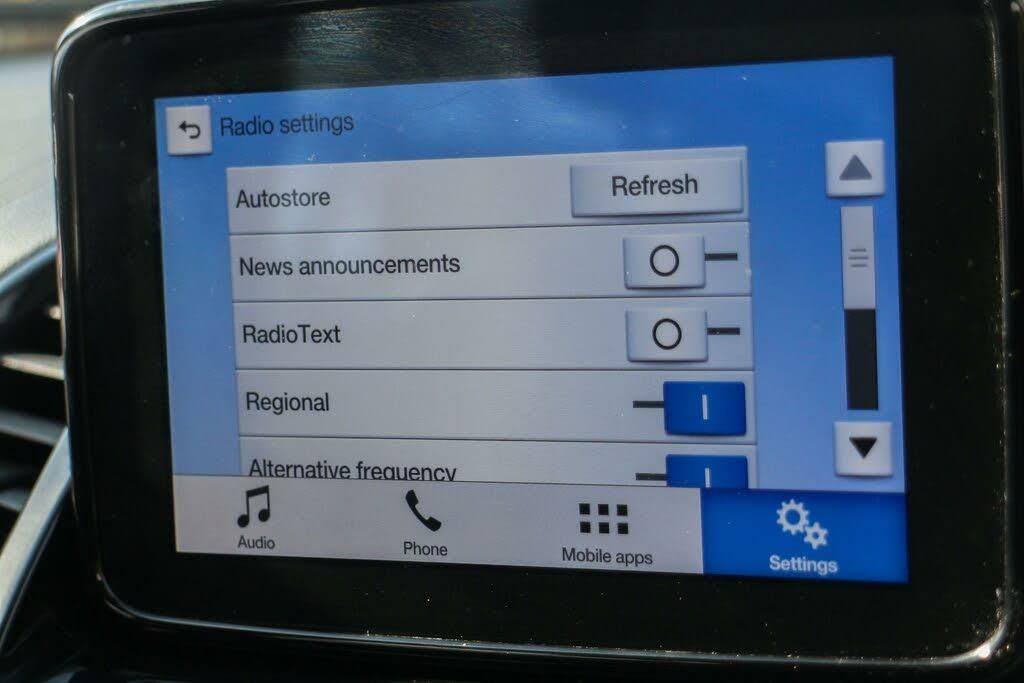 Radio settings
Autostore
Refresh
News announcements
RadioText
Regional
Alternative frequency
Audio
Phone
Mobile apps
Settings